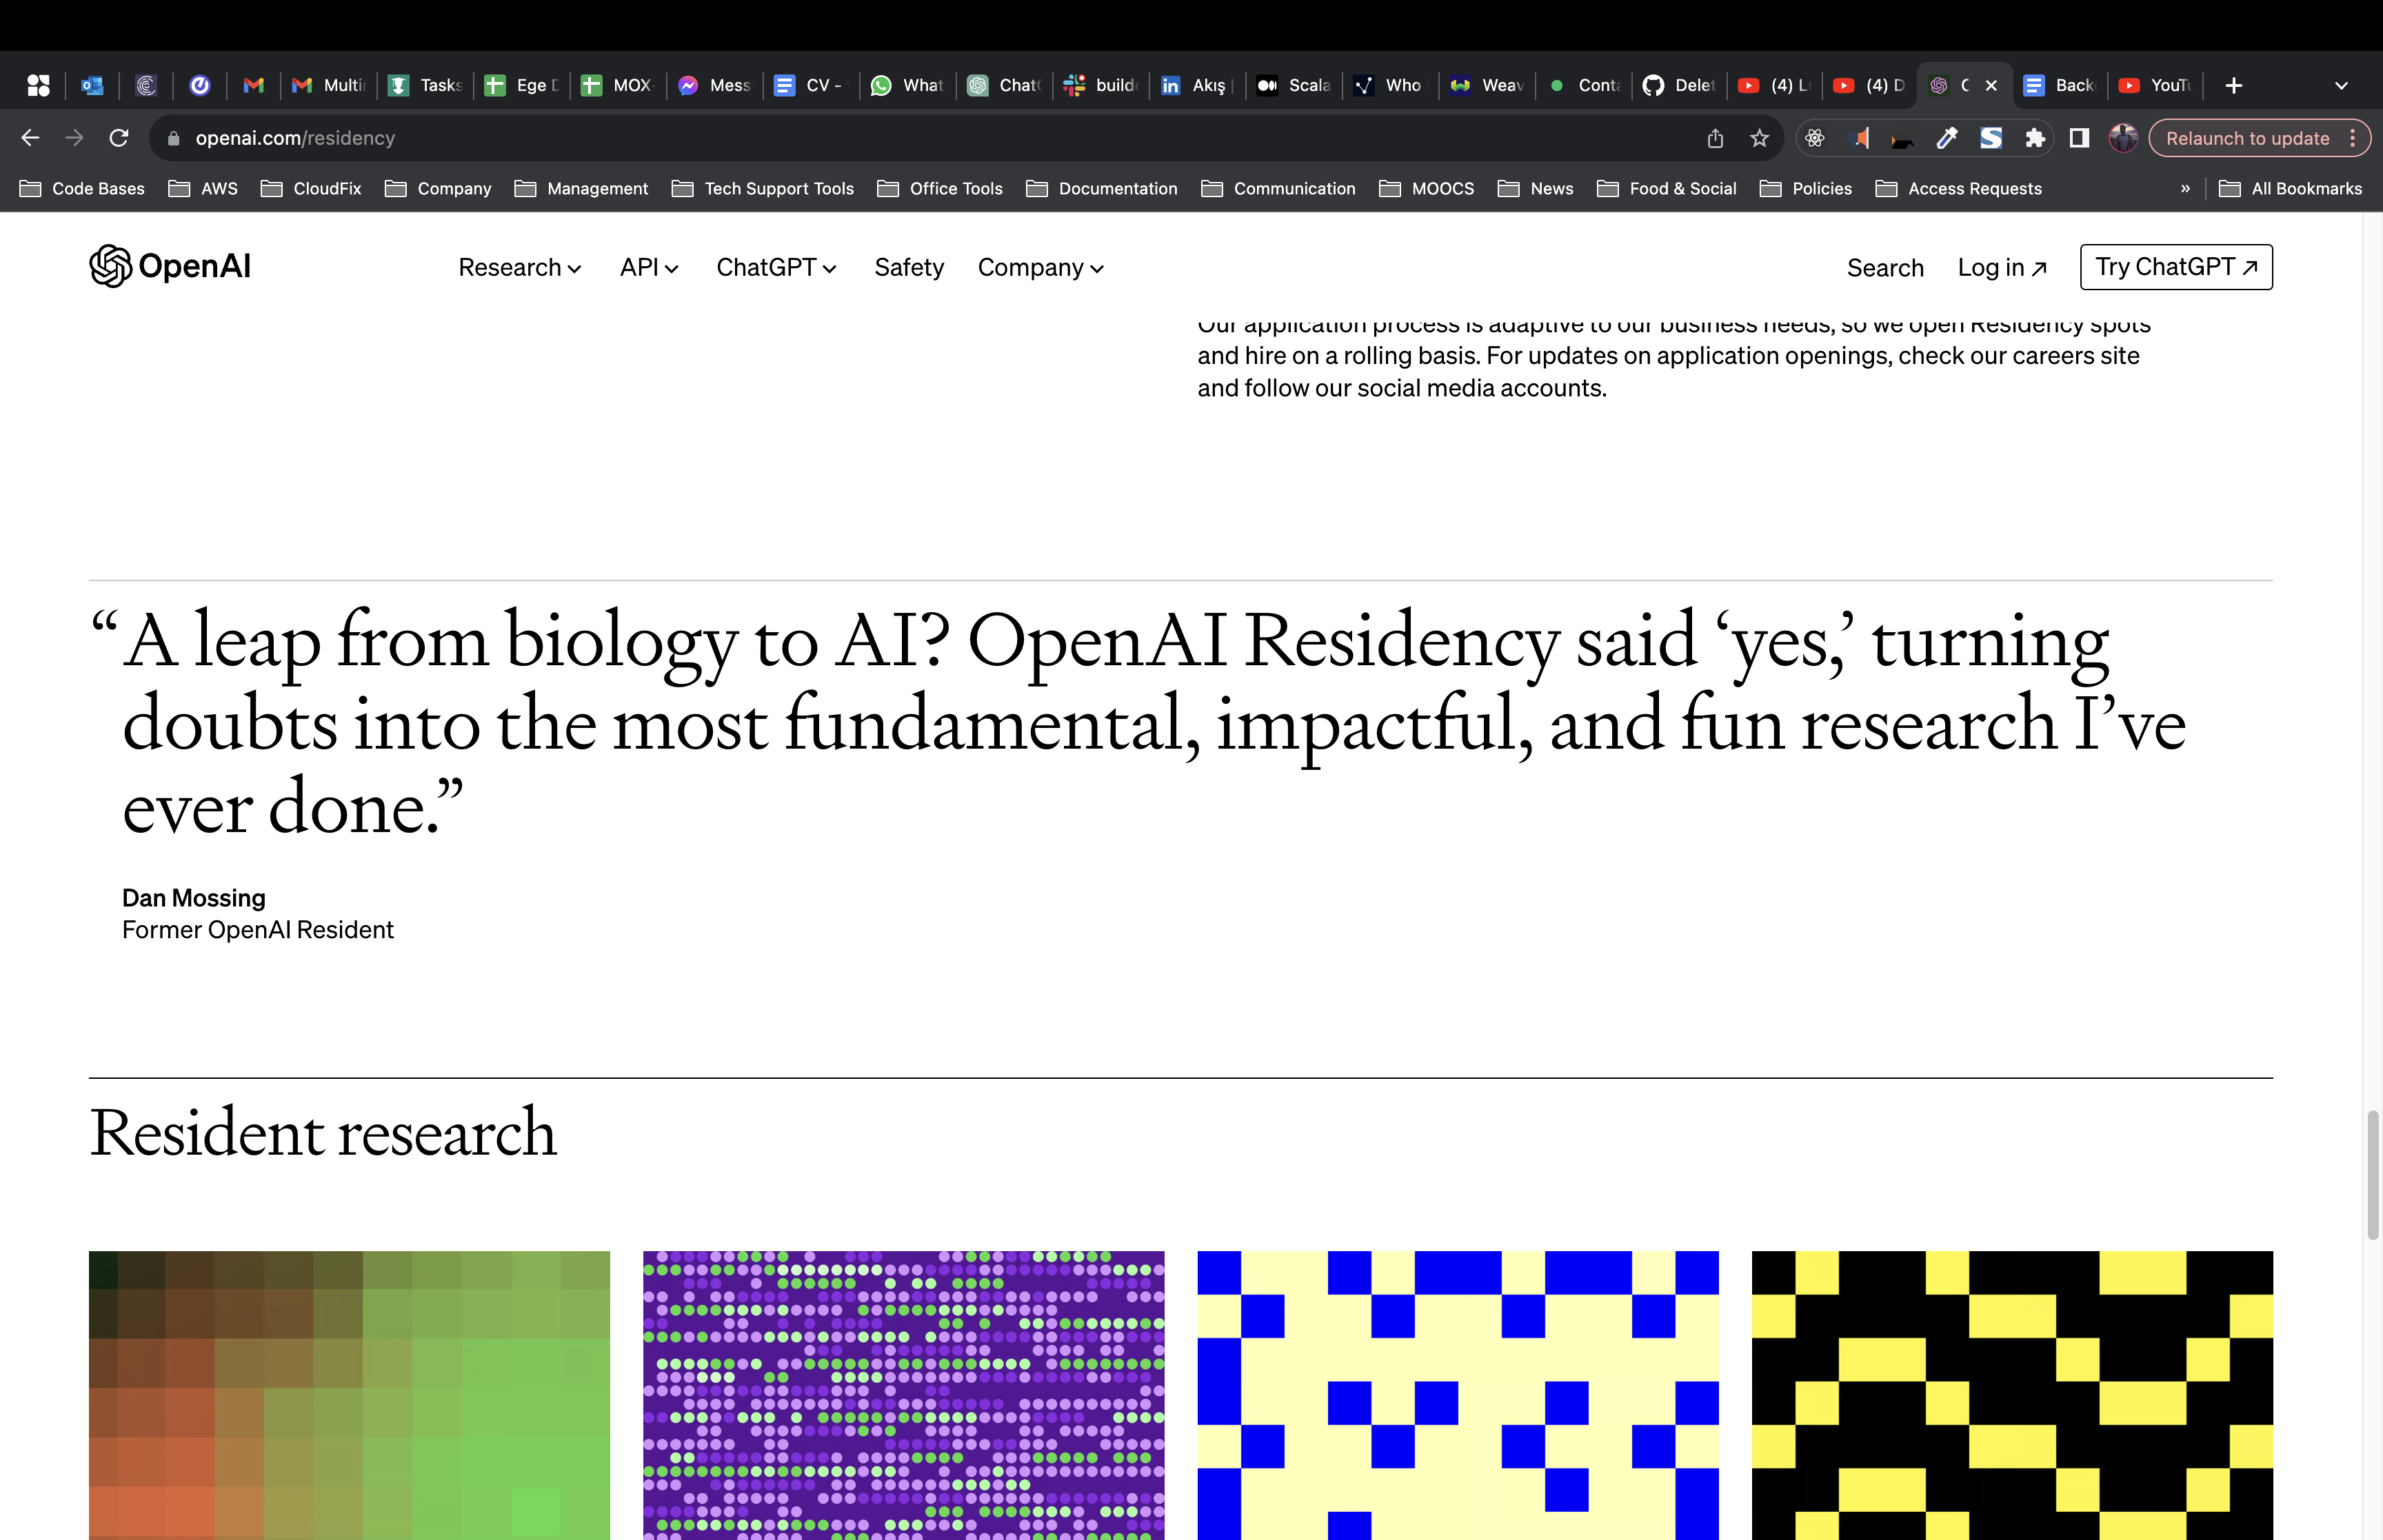 Multi
Tasks
Ege D
MOX-
Mess
CV -
What
Chat
build
Akış
Scala
Who
Weav
Conta
Delet
(4) L
(4) D
Back
YouTu
openai.com/residency
Relaunch to update
Code Bases
AWS
CloudFix
Company
Management
Tech Support Tools
Office Tools
Documentation
Communication
MOOCS
News
Food & Social
Policies
Access Requests
»
All Bookmarks
OpenAI
Research
API
ChatGPT
Safety
Company
Search
Log in ↗
Try ChatGPT ↗
Our application process is adaptive to our business needs, so we open Residency spots
and hire on a rolling basis. For updates on application openings, check our careers site
and follow our social media accounts.
“A leap from biology to AI? OpenAI Residency said ‘yes,’ turning
doubts into the most fundamental, impactful, and fun research I’ve
ever done.”
Dan Mossing
Former OpenAI Resident
Resident research